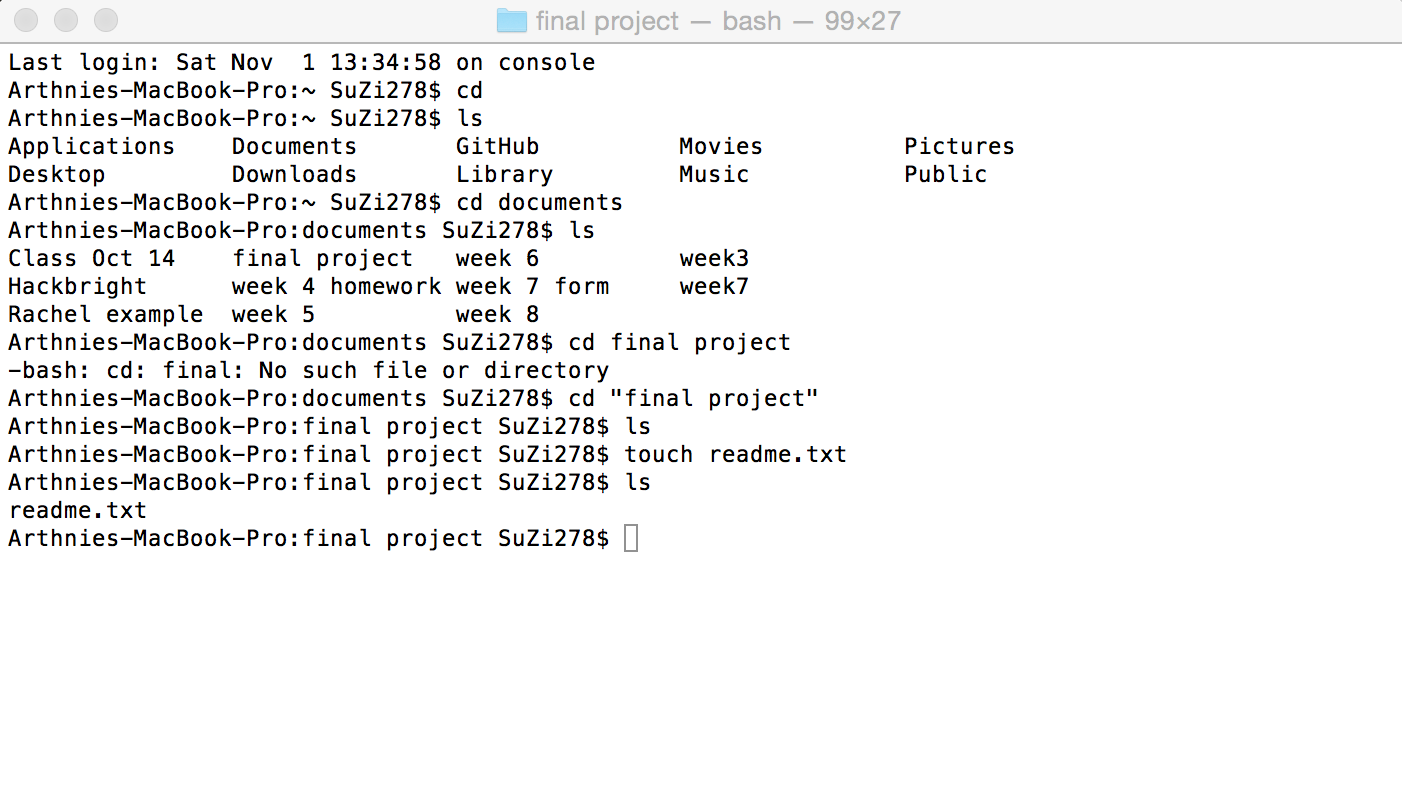 final project — bash — 99×27
Last login: Sat Nov  1 13:34:58 on console
Arthnies-MacBook-Pro:~ SuZi278$ cd
Arthnies-MacBook-Pro:~ SuZi278$ ls
Applications    Documents       GitHub          Movies          Pictures
Desktop         Downloads       Library         Music           Public
Arthnies-MacBook-Pro:~ SuZi278$ cd documents
Arthnies-MacBook-Pro:documents SuZi278$ ls
Class Oct 14    final project   week 6          week3
Hackbright      week 4 homework week 7 form     week7
Rachel example  week 5          week 8
Arthnies-MacBook-Pro:documents SuZi278$ cd final project
-bash: cd: final: No such file or directory
Arthnies-MacBook-Pro:documents SuZi278$ cd "final project"
Arthnies-MacBook-Pro:final project SuZi278$ ls
Arthnies-MacBook-Pro:final project SuZi278$ touch readme.txt
Arthnies-MacBook-Pro:final project SuZi278$ ls
readme.txt
Arthnies-MacBook-Pro:final project SuZi278$